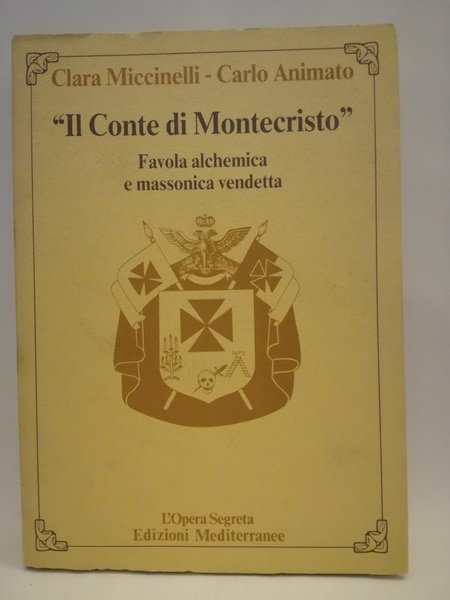 Clara Miccinelli - Carlo Animato
“Il Conte di Montecristo”
Favola alchemica
e massonica vendetta
L'Opera Segreta
Edizioni Mediterranee